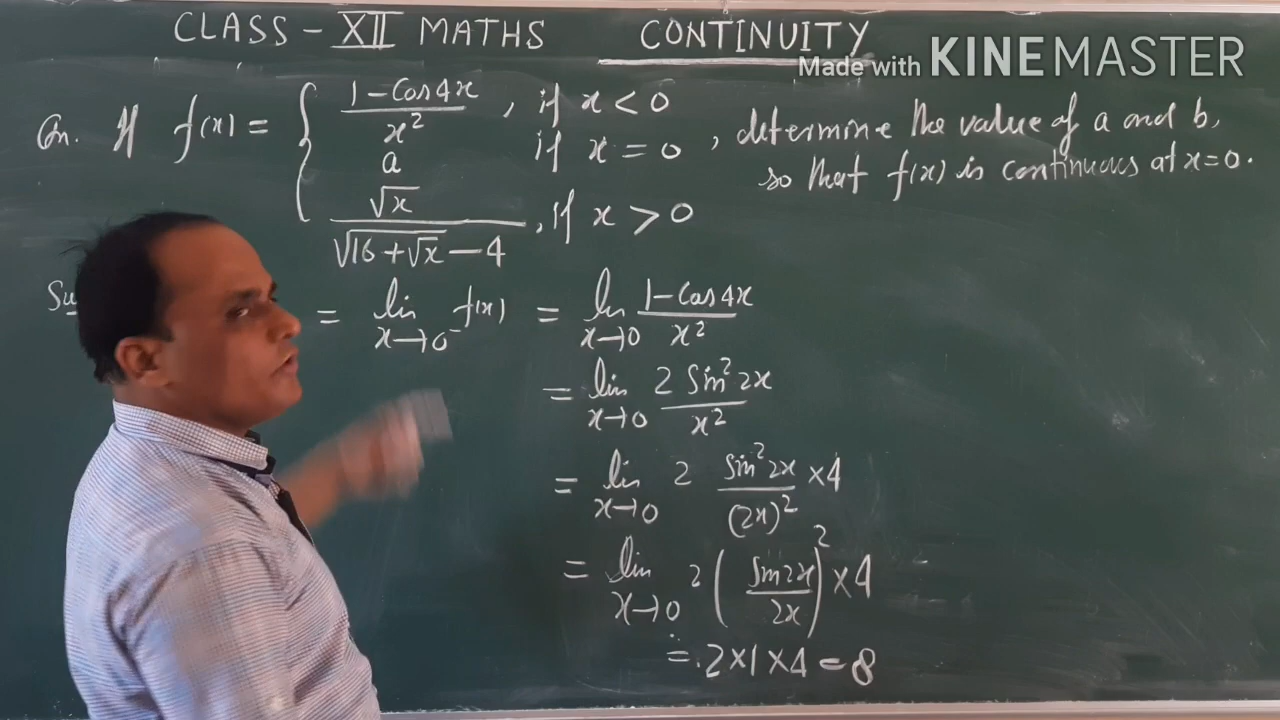 CLASS - XII MATHS CONTINUITY
Made with KINEMASTER
Qn. If f(x) = { (1-Cos4x)/x², if x < 0
a if x = 0
√x/(√(16+√x) - 4), if x > 0
, determine the value of a and b,
so that f(x) is continuous at x=0.
= lim x→0⁻ f(x) = lim x→0 (1-Cos4x)/x²
= lim x→0 2 Sin²2x/x²
= lim x→0 2 Sin²2x/(2x)² ×4
= lim x→0 2 (Sin2x/2x)² ×4
= 2×1×4 = 8